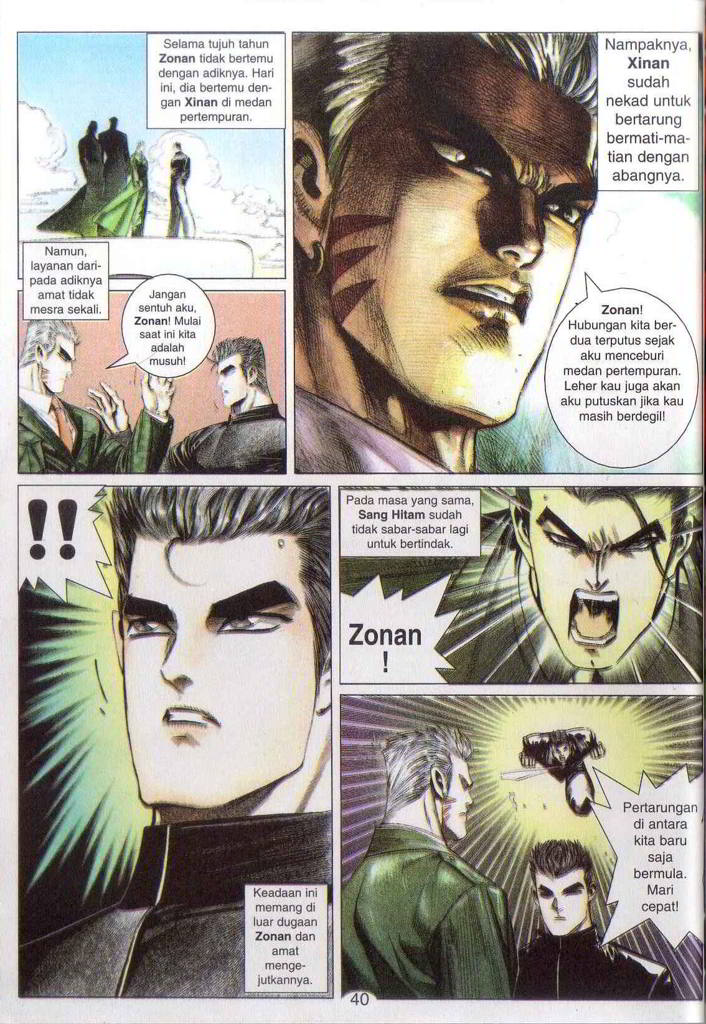 Selama tujuh tahun
Zonan tidak bertemu
dengan adiknya. Hari
ini, dia bertemu den-
gan Xinan di medan
pertempuran.
Nampaknya,
Xinan
sudah
nekad untuk
bertarung
bermati-ma-
tian dengan
abangnya.
Namun,
layanan dari-
pada adiknya
amat tidak
mesra sekali.
Jangan
sentuh aku,
Zonan! Mulai
saat ini kita
adalah
musuh!
Zonan!
Hubungan kita ber-
dua terputus sejak
aku menceburi
medan pertempuran.
Leher kau juga akan
aku putuskan jika kau
masih berdegil!
!!
Pada masa yang sama,
Sang Hitam sudah
tidak sabar-sabar lagi
untuk bertindak.
Zonan
!
Keadaan ini
memang di
luar dugaan
Zonan dan
amat
menge-
jutkannya.
Pertarungan
di antara
kita baru
saja
bermula.
Mari
cepat!
40